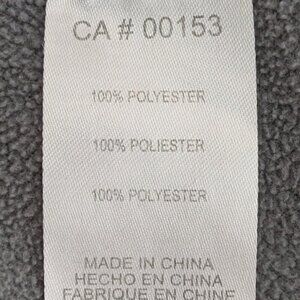 CA # 00153
100% POLYESTER
100% POLIESTER
100% POLYESTER
MADE IN CHINA
HECHO EN CHINA
FABRIQUE EN CHINE